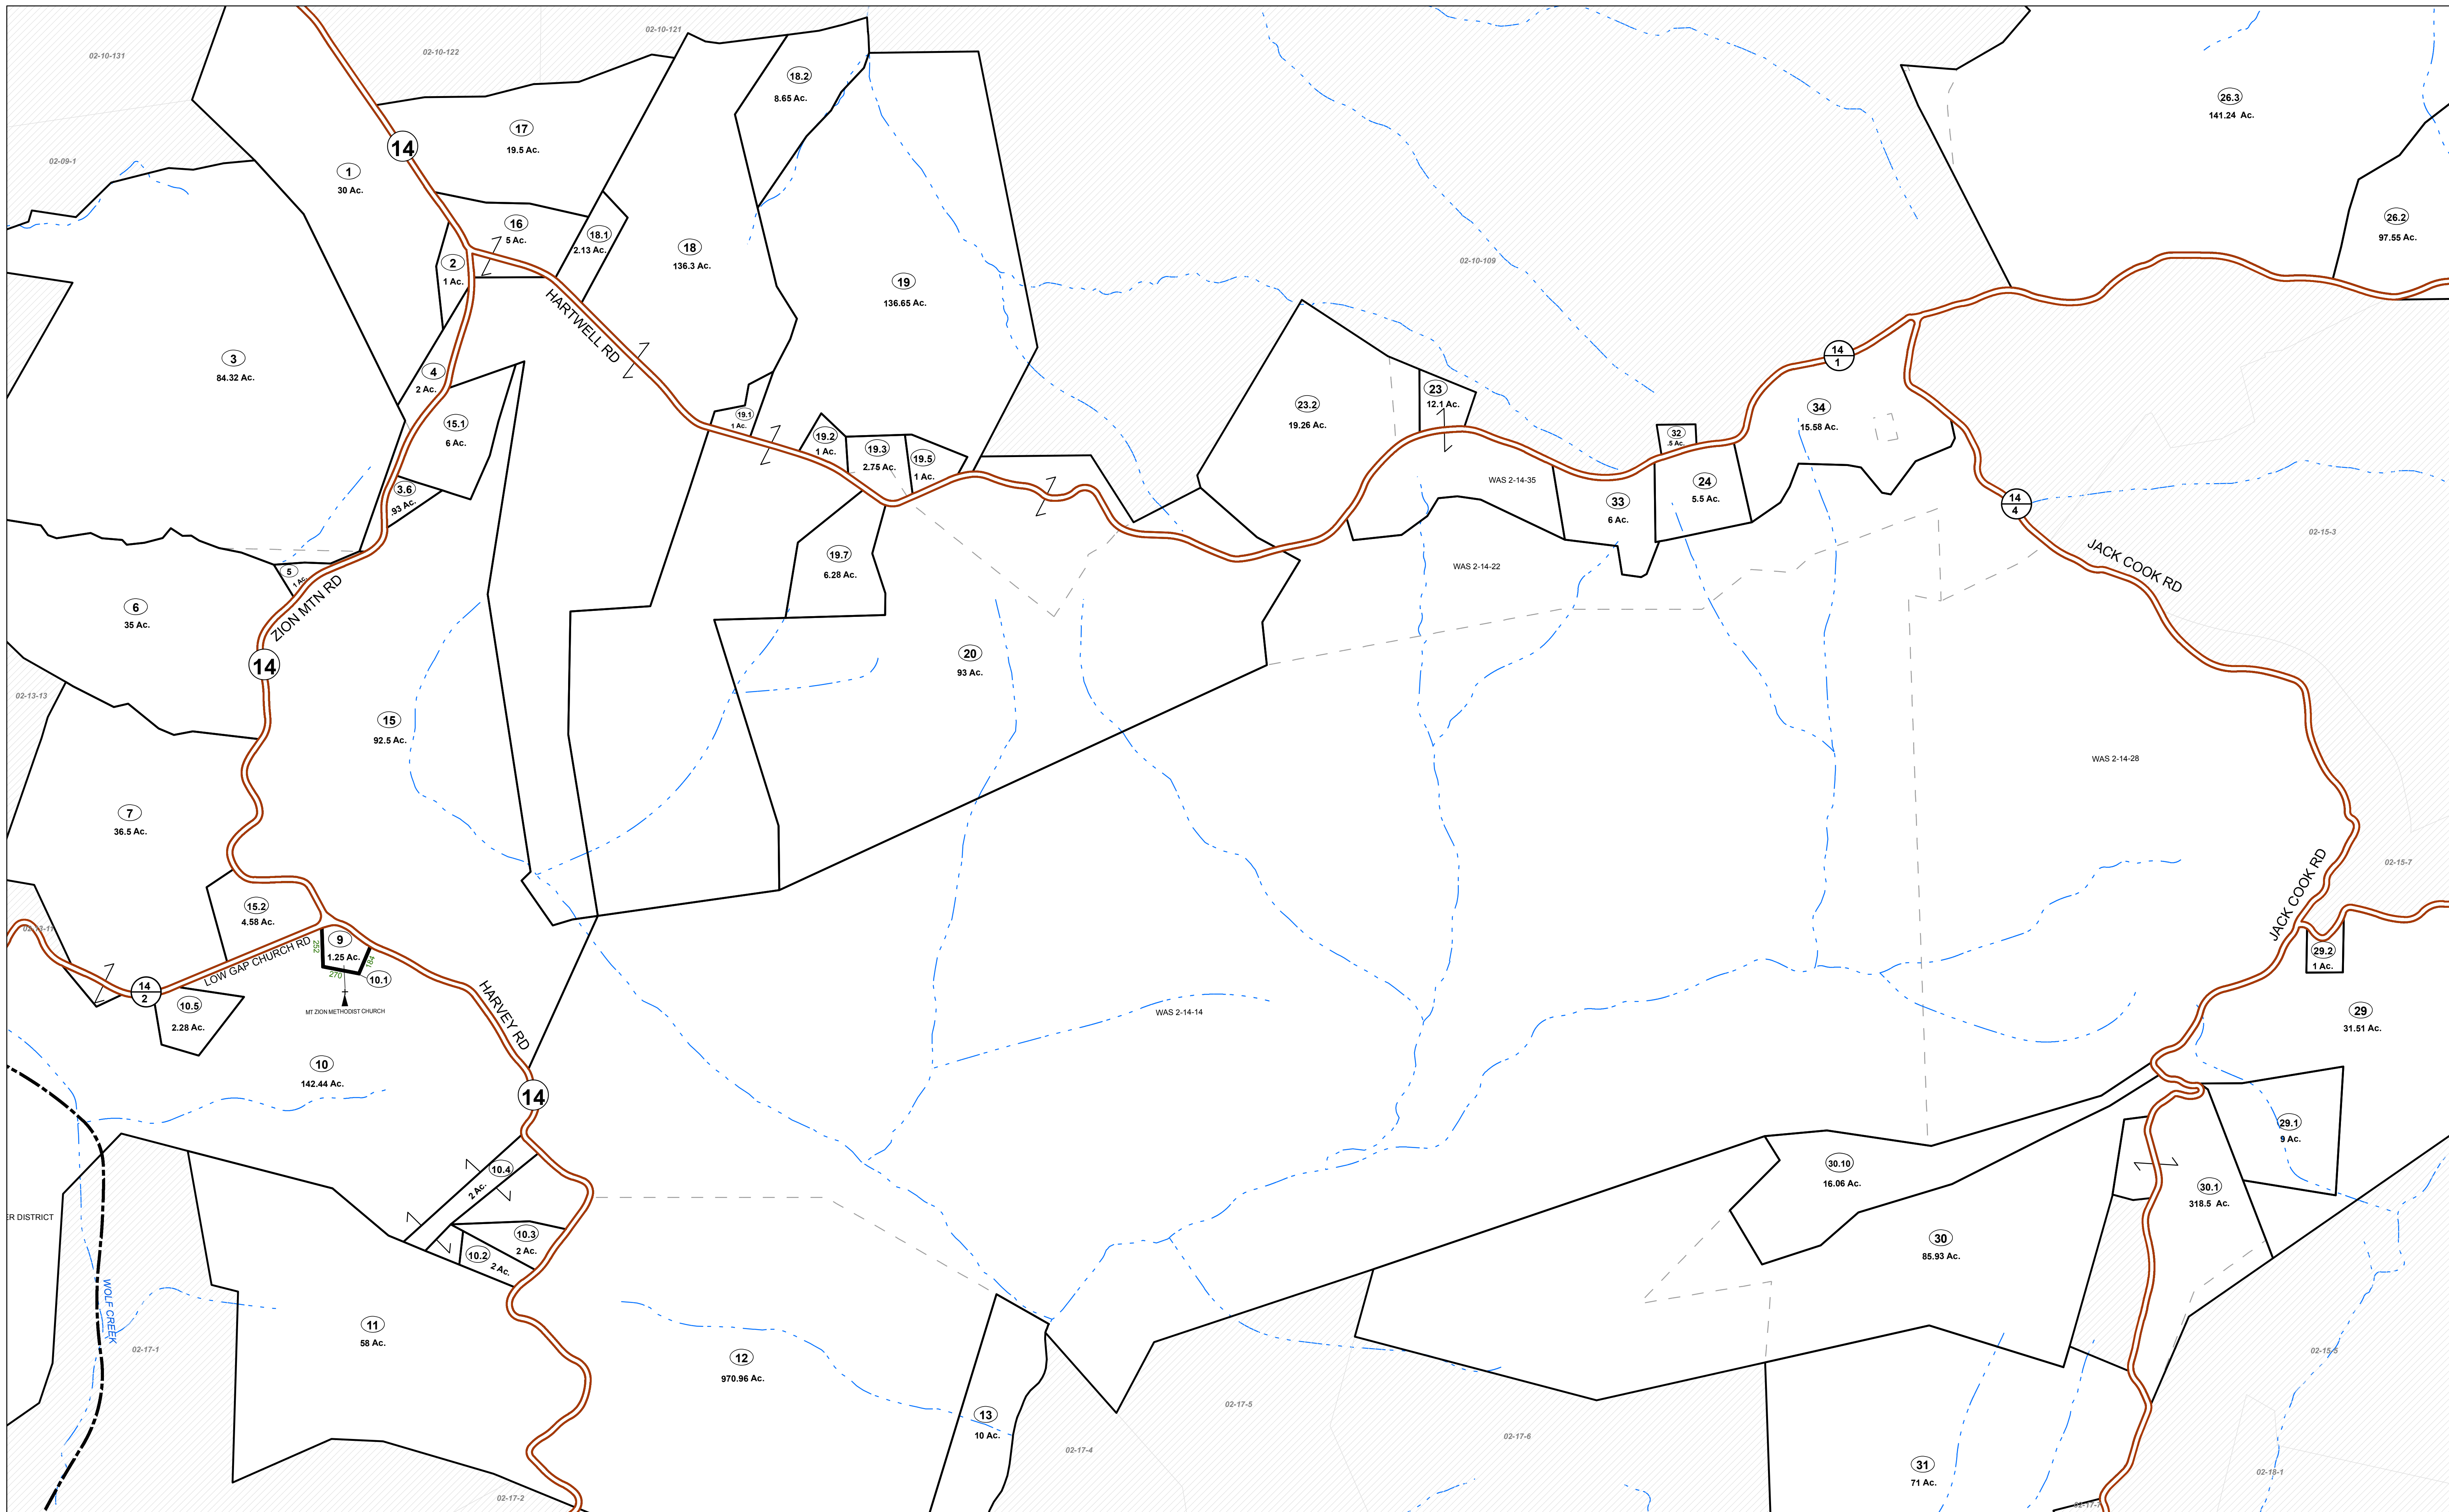 02-10-131
02-10-122
02-10-121
18.2
8.65 Ac.
26.3
141.24 Ac.
17
19.5 Ac.
14
02-09-1
1
30 Ac.
16
5 Ac.
18.1
2.13 Ac.
18
136.3 Ac.
26.2
97.55 Ac.
2
1 Ac.
02-10-109
19
136.65 Ac.
HARTWELL RD
3
84.32 Ac.
4
2 Ac.
14
1
23
12.1 Ac.
23.2
19.26 Ac.
34
15.58 Ac.
15.1
6 Ac.
19.1
1 Ac.
19.2
1 Ac.
19.3
2.75 Ac.
19.5
1 Ac.
32
.5 Ac.
WAS 2-14-35
24
5.5 Ac.
3.6
.93 Ac.
33
6 Ac.
14
4
02-15-3
19.7
6.28 Ac.
WAS 2-14-22
JACK COOK RD
5
1 Ac.
ZION MTN RD
6
35 Ac.
14
20
93 Ac.
02-13-13
15
92.5 Ac.
WAS 2-14-28
7
36.5 Ac.
02-15-7
15.2
4.58 Ac.
JACK COOK RD
02-13-11
9
1.25 Ac.
252
184
270
10.1
LOW GAP CHURCH RD
29.2
1 Ac.
14
2
10.5
2.28 Ac.
MT ZION METHODIST CHURCH
HARVEY RD
WAS 2-14-14
29
31.51 Ac.
10
142.44 Ac.
14
29.1
9 Ac.
10.4
2 Ac.
30.10
16.06 Ac.
30.1
318.5 Ac.
ER DISTRICT
10.3
2 Ac.
10.2
2 Ac.
30
85.93 Ac.
WOLF CREEK
11
58 Ac.
02-17-1
12
970.96 Ac.
02-15-5
02-17-5
13
10 Ac.
02-17-4
02-17-6
31
71 Ac.
02-18-1
02-17-2